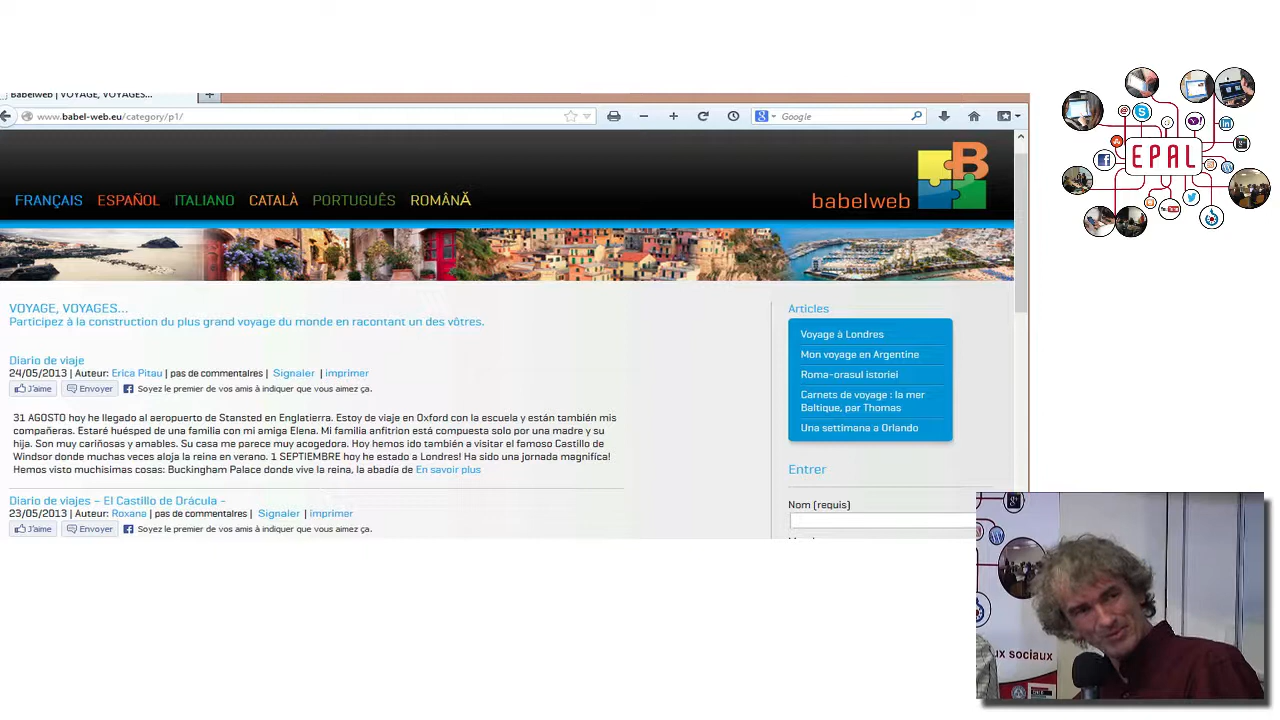 Babelweb | VOYAGE, VOYAGES...
www.babel-web.eu/category/p1/
Google
EPAL
B
babelweb
FRANÇAIS ESPAÑOL ITALIANO CATALÀ PORTUGUÊS ROMÂNĂ
VOYAGE, VOYAGES...
Participez à la construction du plus grand voyage du monde en racontant un des vôtres.
Diario de viaje
24/05/2013 | Auteur: Erica Pitau | pas de commentaires | Signaler | imprimer
J'aime Envoyer Soyez le premier de vos amis à indiquer que vous aimez ça.
31 AGOSTO hoy he llegado al aeropuerto de Stansted en Englatierra. Estoy de viaje en Oxford con la escuela y están también mis
compañeras. Estaré huésped de una familia con mi amiga Elena. Mi familia anfitrion está compuesta solo por una madre y su
hija. Son muy cariñosas y amables. Su casa me parece muy acogedora. Hoy hemos ido también a visitar el famoso Castillo de
Windsor donde muchas veces aloja la reina en verano. 1 SEPTIEMBRE hoy he estado a Londres! Ha sido una jornada magnífica!
Hemos visto muchisimas cosas: Buckingham Palace donde vive la reina, la abadía de En savoir plus
Diario de viajes – El Castillo de Drácula –
23/05/2013 | Auteur: Roxana | pas de commentaires | Signaler | imprimer
J'aime Envoyer Soyez le premier de vos amis à indiquer que vous aimez ça.
Articles
Voyage à Londres
Mon voyage en Argentine
Roma-orasul istoriei
Carnets de voyage : la mer
Baltique, par Thomas
Una settimana a Orlando
Entrer
Nom (requis)
ux sociaux